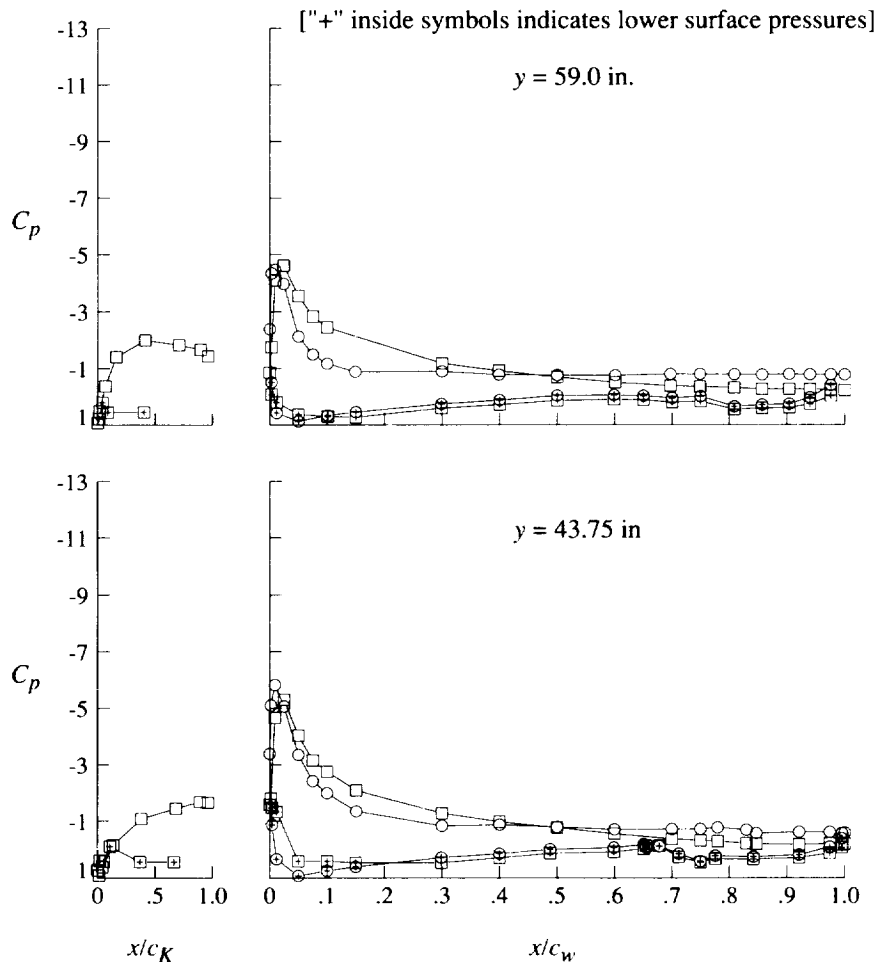 ["+" inside symbols indicates lower surface pressures]
-13
y = 59.0 in.
-11
-9
-7
C_p
-5
-3
-1
1
-13
y = 43.75 in
-11
-9
-7
C_p
-5
-3
-1
1
0 1.0 0 .1 .2 .3 .4 .5 .6 .7 .8 .9 1.0
x/c_K x/c_w